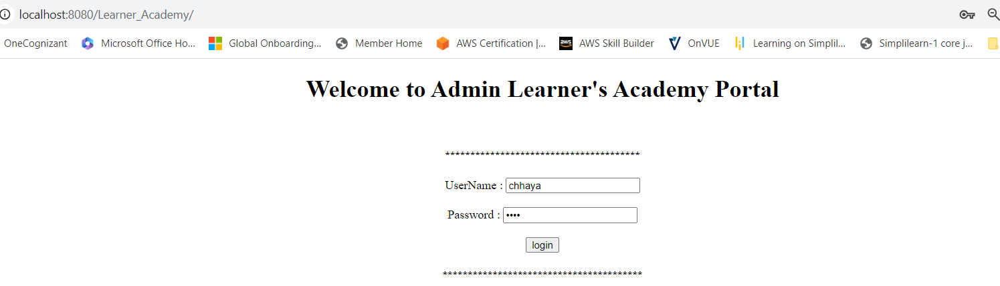 localhost:8080/Learner_Academy/
OneCognizant Microsoft Office Ho... Global Onboarding... Member Home AWS Certification |... aws AWS Skill Builder OnVUE Learning on Simplil... Simplilearn-1 core j...
Welcome to Admin Learner's Academy Portal
***************************************
UserName : chhaya
Password : ••••
login
****************************************